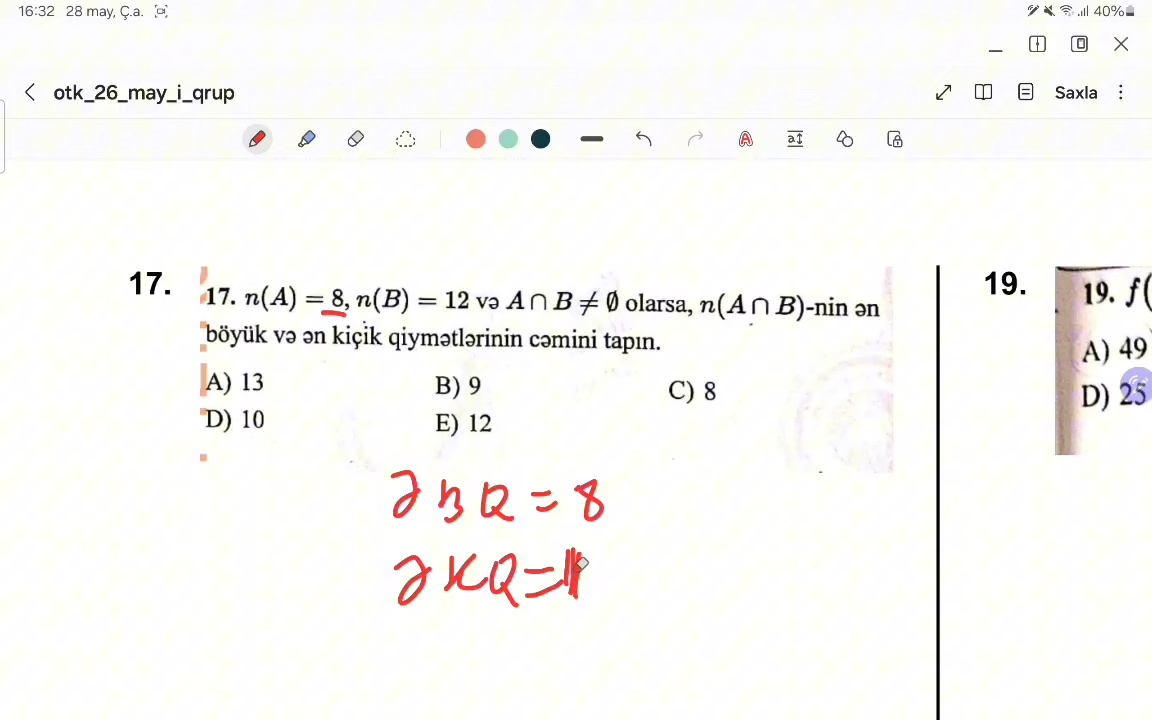 16:32 28 may, Ç.a. 40%
otk_26_may_i_qrup Saxla
17.
17. n(A) = 8, n(B) = 12 və A ∩ B ≠ ∅ olarsa, n(A ∩ B)-nin ən
böyük və ən kiçik qiymətlərinin cəmini tapın.
A) 13 B) 9 C) 8
D) 10 E) 12
ƏBQ = 8
ƏKQ =
19.
19. f(
A) 49
D) 25